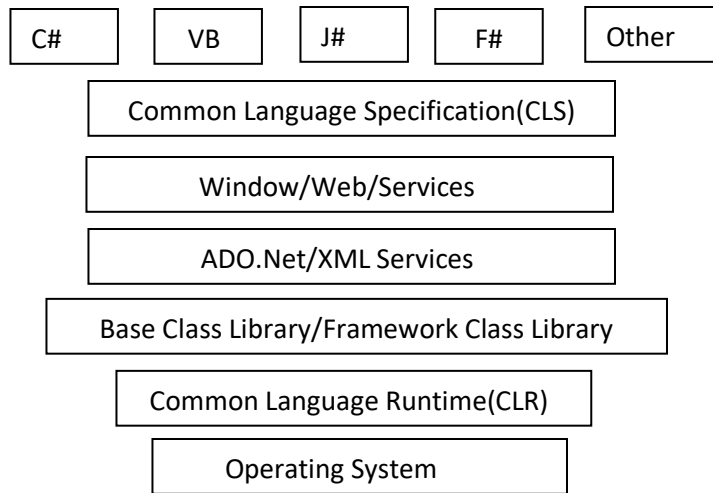 C# VB J# F# Other
Common Language Specification(CLS)
Window/Web/Services
ADO.Net/XML Services
Base Class Library/Framework Class Library
Common Language Runtime(CLR)
Operating System